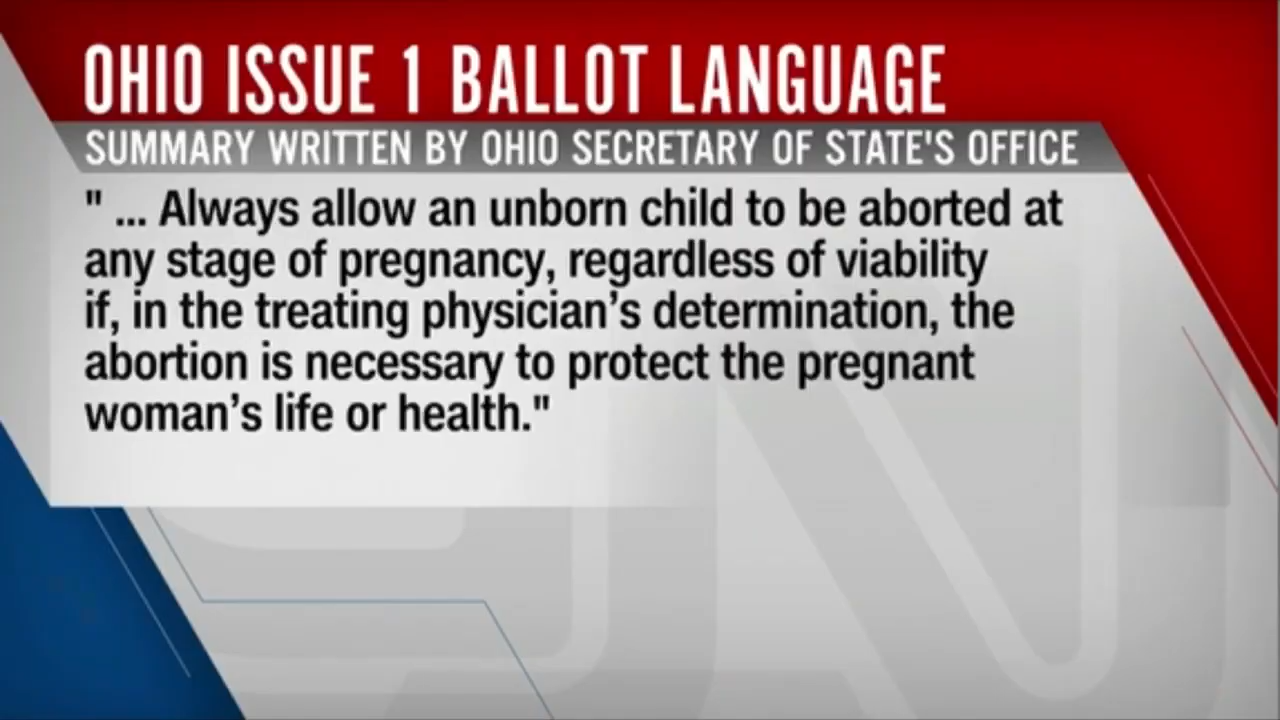 OHIO ISSUE 1 BALLOT LANGUAGE
SUMMARY WRITTEN BY OHIO SECRETARY OF STATE'S OFFICE
" ... Always allow an unborn child to be aborted at
any stage of pregnancy, regardless of viability
if, in the treating physician’s determination, the
abortion is necessary to protect the pregnant
woman’s life or health."